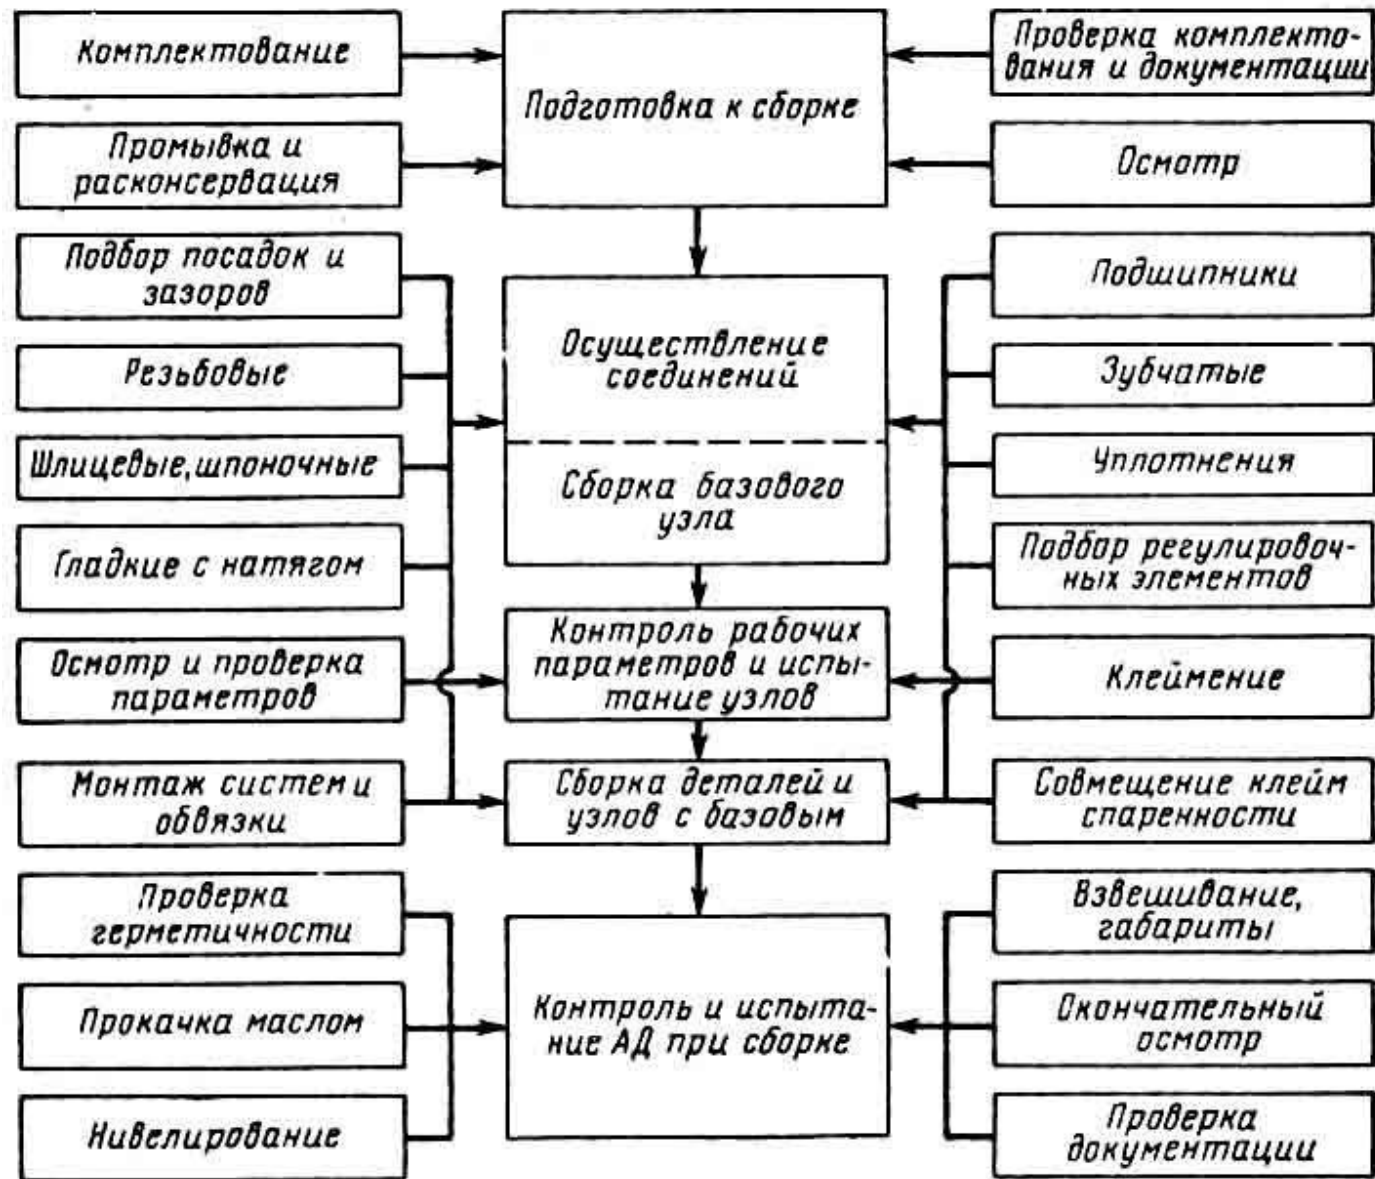 Комплектование
Подготовка к сборке
Проверка комплекто-
вания и документации
Промывка и
расконсервация
Осмотр
Подбор посадок и
зазоров
Осуществление
соединений
Подшипники
Резьбовые
Зубчатые
Шлицевые, шпоночные
Сборка базового
узла
Уплотнения
Гладкие с натягом
Подбор регулировоч-
ных элементов
Осмотр и проверка
параметров
Контроль рабочих
параметров и испы-
тание узлов
Клеймение
Монтаж систем и
обвязки
Сборка деталей и
узлов с базовым
Совмещение клейм
спаренности
Проверка
герметичности
Взвешивание,
габариты
Прокачка маслом
Контроль и испыта-
ние АД при сборке
Окончательный
осмотр
Нивелирование
Проверка
документации